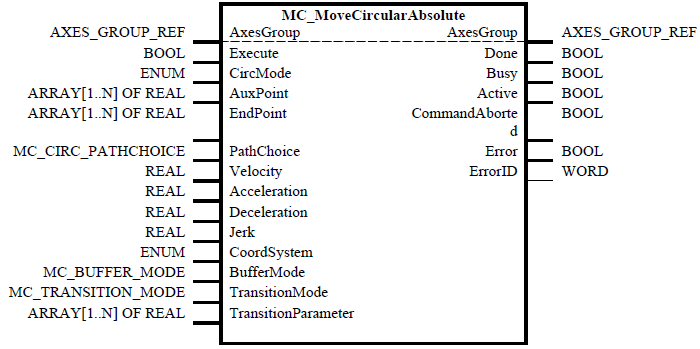 MC_MoveCircularAbsolute
AXES_GROUP_REF AxesGroup AxesGroup AXES_GROUP_REF
BOOL Execute Done BOOL
ENUM CircMode Busy BOOL
ARRAY[1..N] OF REAL AuxPoint Active BOOL
ARRAY[1..N] OF REAL EndPoint CommandAborte BOOL
d
MC_CIRC_PATHCHOICE PathChoice Error BOOL
REAL Velocity ErrorID WORD
REAL Acceleration
REAL Deceleration
REAL Jerk
ENUM CoordSystem
MC_BUFFER_MODE BufferMode
MC_TRANSITION_MODE TransitionMode
ARRAY[1..N] OF REAL TransitionParameter